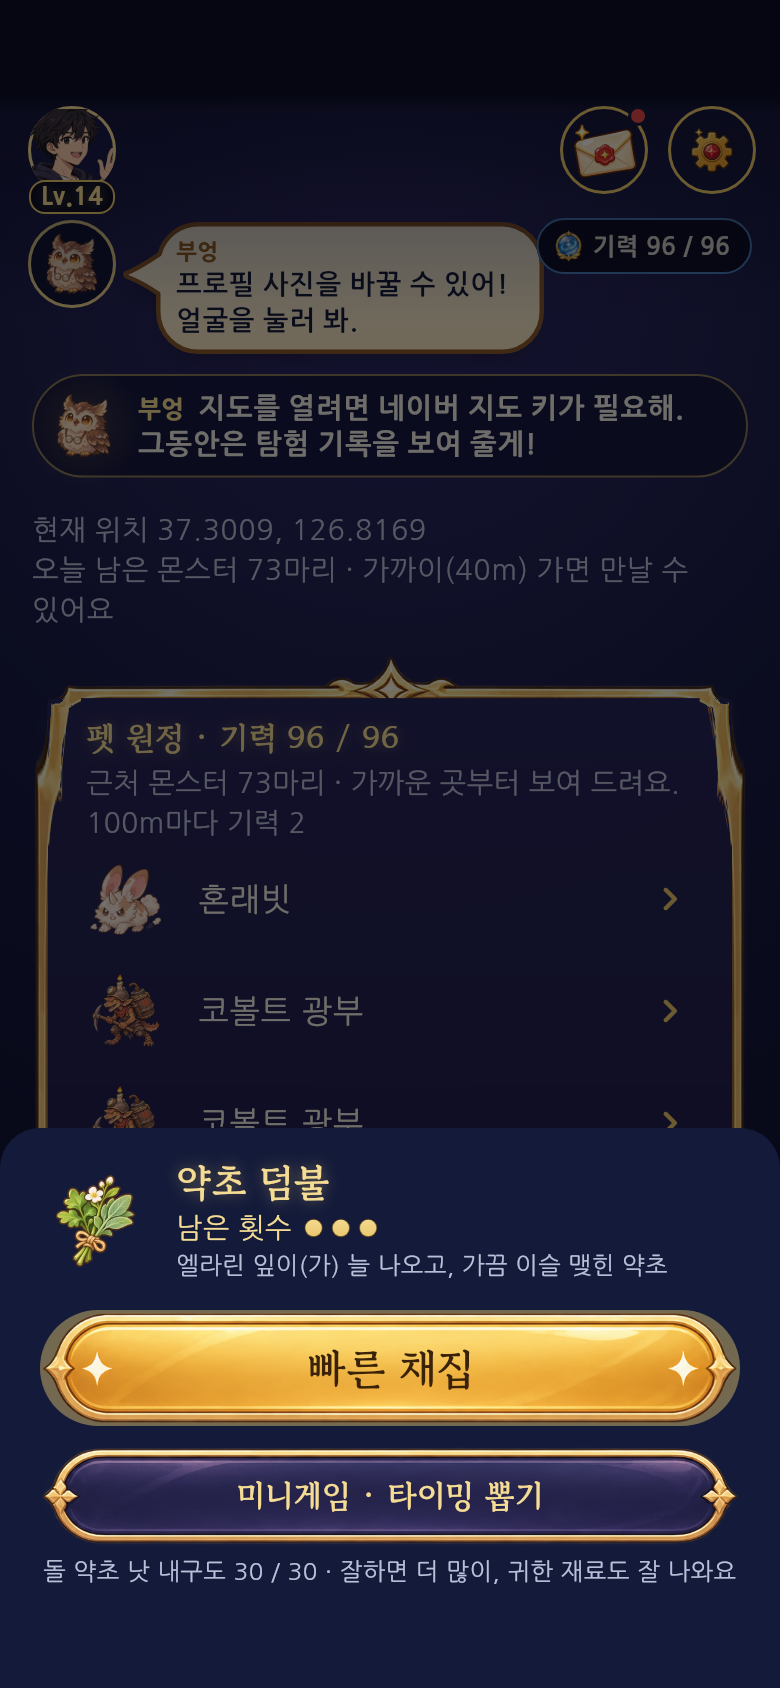 Lv.14
기력 96 / 96
부엉
프로필 사진을 바꿀 수 있어!
얼굴을 눌러 봐.
부엉 지도를 열려면 네이버 지도 키가 필요해.
그동안은 탐험 기록을 보여 줄게!
현재 위치 37.3009, 126.8169
오늘 남은 몬스터 73마리 · 가까이(40m) 가면 만날 수
있어요
펫 원정 · 기력 96 / 96
근처 몬스터 73마리 · 가까운 곳부터 보여 드려요.
100m마다 기력 2
혼래빗
코볼트 광부
코볼트 광부
약초 덤불
남은 횟수
엘라린 잎이(가) 늘 나오고, 가끔 이슬 맺힌 약초
빠른 채집
미니게임 · 타이밍 뽑기
돌 약초 낫 내구도 30 / 30 · 잘하면 더 많이, 귀한 재료도 잘 나와요